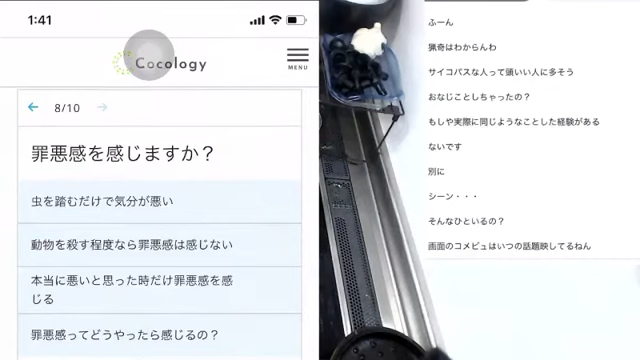 1:41
Cocology
MENU
8/10
罪悪感を感じますか？
虫を踏むだけで気分が悪い
動物を殺す程度なら罪悪感は感じない
本当に悪いと思った時だけ罪悪感を感
じる
罪悪感ってどうやったら感じるの？
ふーん
猟奇はわからんわ
サイコパスな人って頭いい人に多そう
おなじことしちゃったの？
もしや実際に同じようなことした経験がある
ないです
別に
シーン・・・
そんなひといるの？
画面のコメビュはいつの話題映してるねん